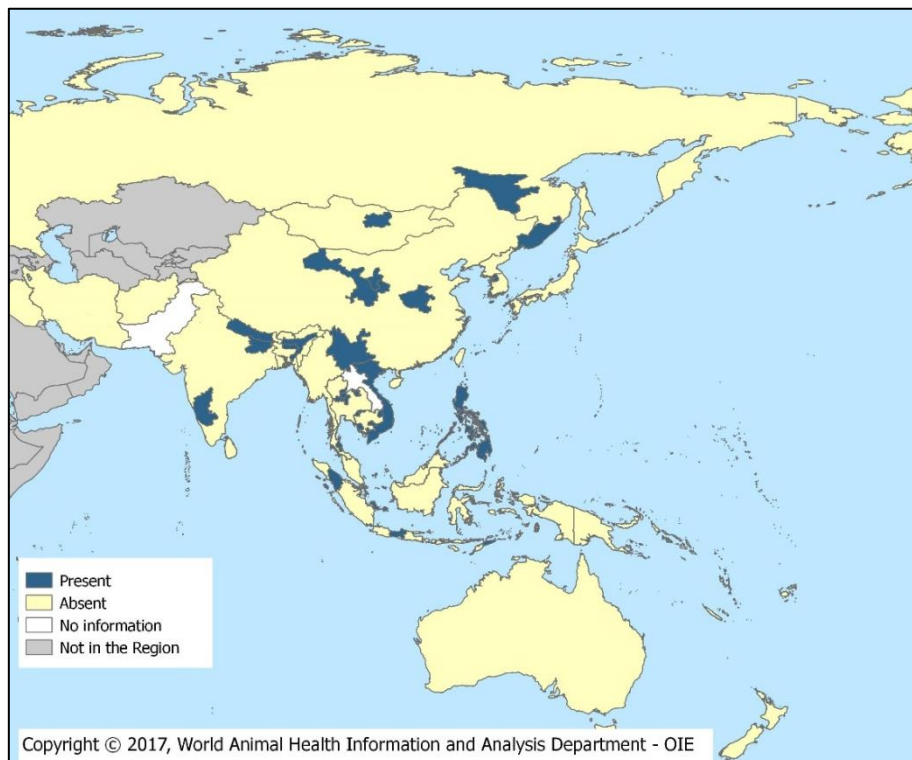 Present
Absent
No information
Not in the Region
Copyright © 2017, World Animal Health Information and Analysis Department - OIE